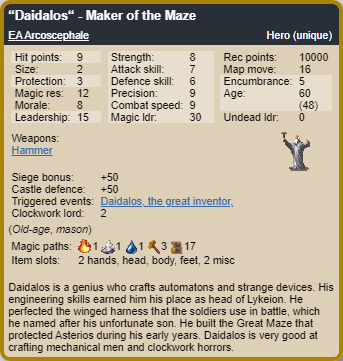 “Daidalos“ - Maker of the Maze
EA Arcoscephale Hero (unique)
Hit points: 9 Strength: 8 Rec points: 10000
Size: 2 Attack skill: 7 Map move: 16
Protection: 3 Defence skill: 6 Encumbrance: 5
Magic res: 12 Precision: 9 Age: 60
Morale: 8 Combat speed: 9 (48)
Leadership: 15 Magic ldr: 30 Undead ldr: 0
Weapons:
Hammer
Siege bonus: +50
Castle defence: +50
Triggered events: Daidalos, the great inventor,
Clockwork lord: 2
(Old-age, mason)
Magic paths: 1 1 1 3 17
Item slots: 2 hands, head, body, feet, 2 misc
Daidalos is a genius who crafts automatons and strange devices. His
engineering skills earned him his place as head of Lykeion. He
perfected the winged harness that the soldiers use in battle, which
he named after his unfortunate son. He built the Great Maze that
protected Asterios during his early years. Daidalos is very good at
crafting mechanical men and clockwork horrors.